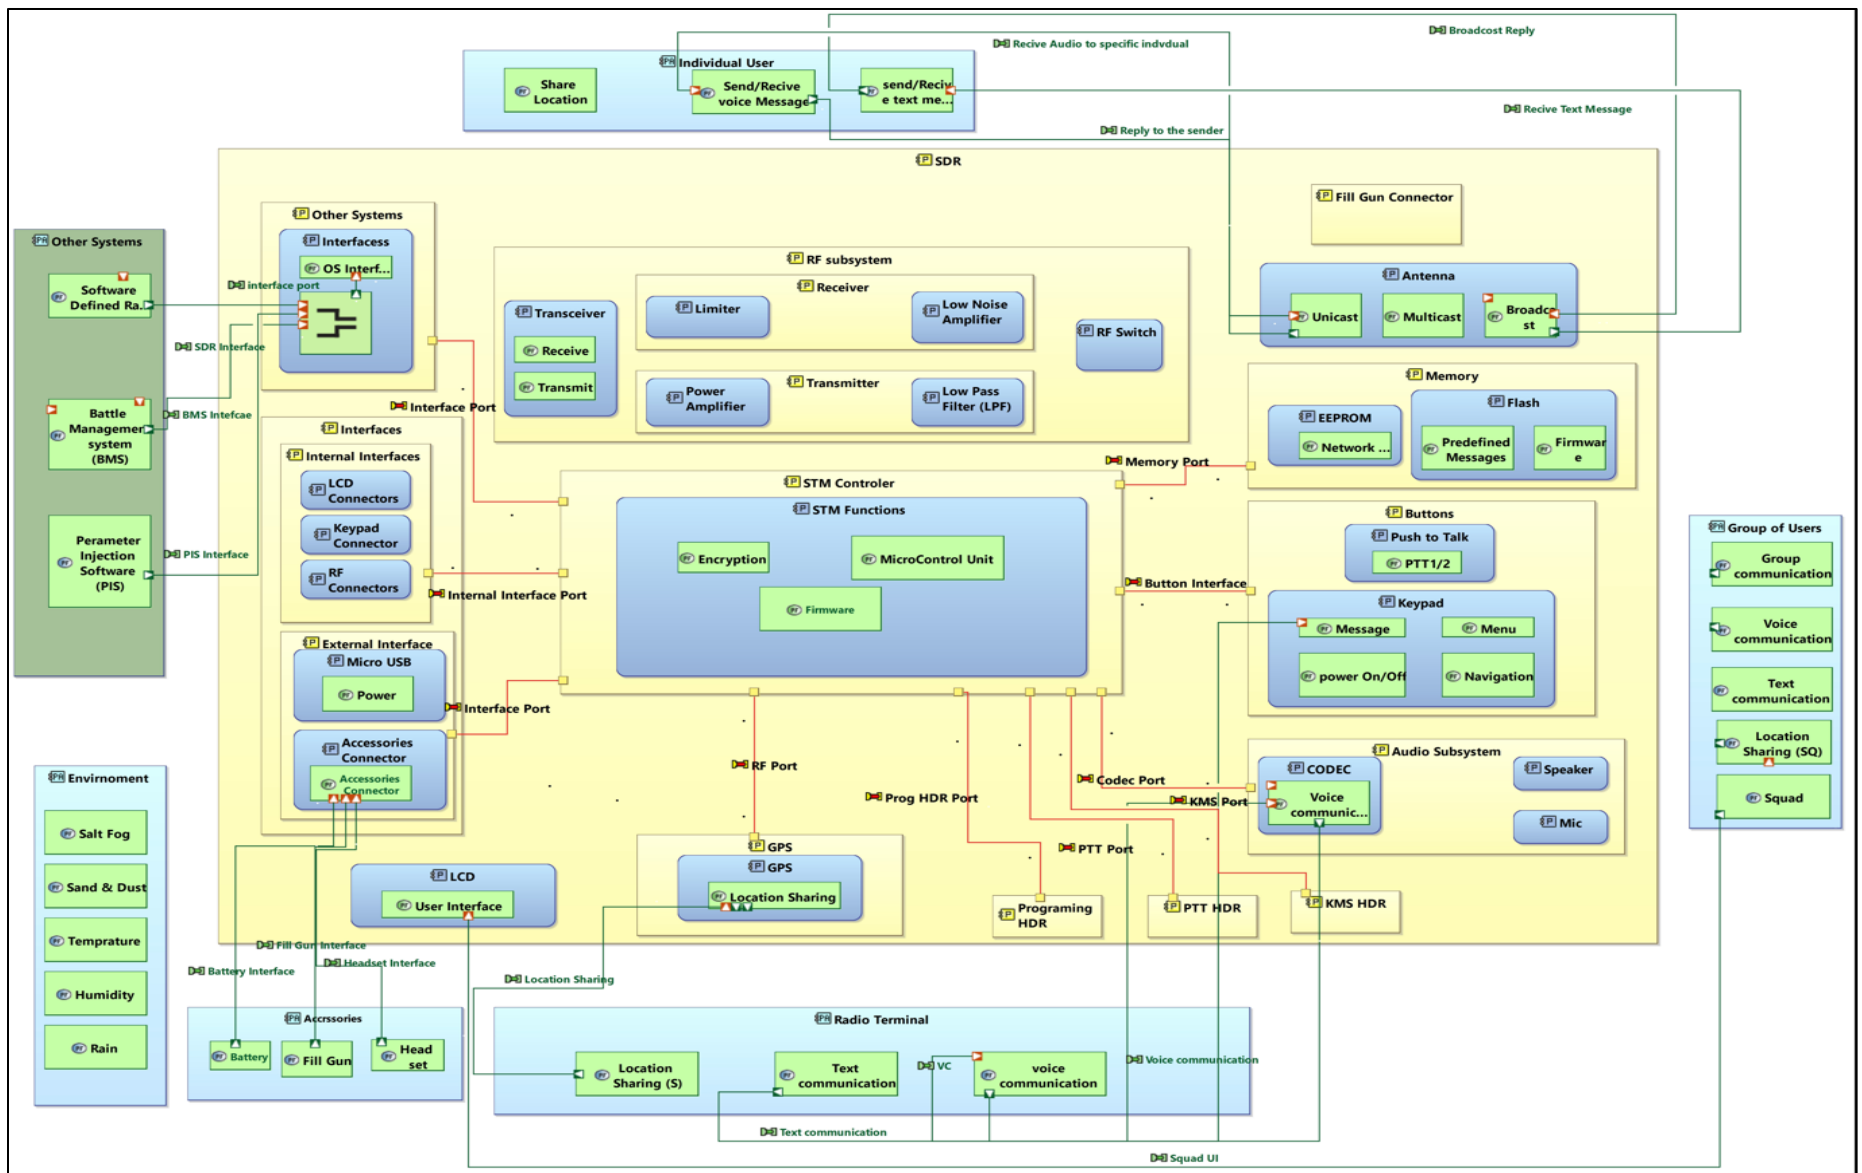 Broadcost Reply
Recive Audio to specific indvdual
Individual User
Share
Location
Send/Recive
voice Message
send/Reciv
e text me...
Recive Text Message
Reply to the sender
SDR
Fill Gun Connector
Other Systems
Interfacess
OS Interf...
Other Systems
Software
Defined Ra...
interface port
SDR Interface
Battle
Managemer
system
(BMS)
BMS Intefcae
Perameter
Injection
Software
(PIS)
PIS Interface
RF subsystem
Receiver
Transceiver
Receive
Transmit
Limiter
Low Noise
Amplifier
RF Switch
Transmitter
Power
Amplifier
Low Pass
Filter (LPF)
Antenna
Unicast
Multicast
Broadca
st
Memory
EEPROM
Network ...
Flash
Predefined
Messages
Firmwar
e
Interface Port
Memory Port
Interfaces
Internal Interfaces
LCD
Connectors
Keypad
Connector
RF
Connectors
Internal Interface Port
STM Controler
STM Functions
Encryption
MicroControl Unit
Firmware
Button Interface
Buttons
Push to Talk
PTT1/2
Keypad
Message
Menu
power On/Off
Navigation
Group of Users
Group
communication
Voice
communication
Text
communication
Location
Sharing (SQ)
Squad
External Interface
Micro USB
Power
Interface Port
Accessories
Connector
Accessories
Connector
RF Port
Prog HDR Port
Codec Port
KMS Port
PTT Port
Audio Subsystem
CODEC
Voice
communic...
Speaker
Mic
Envirnoment
Salt Fog
Sand & Dust
Temprature
Humidity
Rain
LCD
User Interface
GPS
GPS
Location Sharing
Programing
HDR
PTT HDR
KMS HDR
Fill Gun Interface
Headset Interface
Battery Interface
Location Sharing
Accrssories
Battery
Fill Gun
Head
set
Radio Terminal
Location
Sharing (S)
Text
communication
VC
voice
communication
Voice communication
Text communication
Squad UI